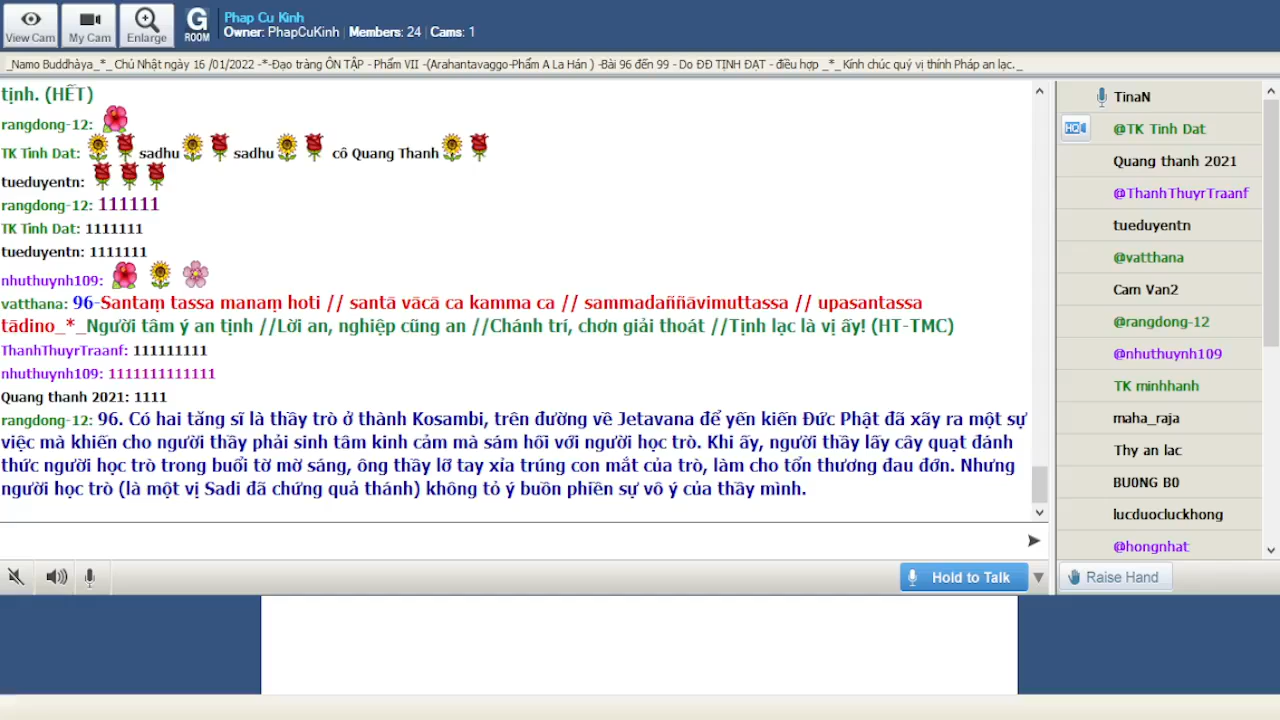 View Cam
My Cam
Enlarge
G
ROOM
Phap Cu Kinh
Owner: PhapCuKinh | Members: 24 | Cams: 1
_Namo Buddhàya_*_ Chủ Nhật ngày 16 /01/2022 -*-Đạo tràng ÔN TẬP - Phẩm VII -(Arahantavaggo-Phẩm A La Hán ) -Bài 96 đến 99 - Do ĐĐ TỊNH ĐẠT - điều hợp _*_ Kính chúc quý vị thính Pháp an lạc._
tịnh. (HẾT)
rangdong-12:
TK Tinh Dat: sadhu sadhu cô Quang Thanh
tueduyentn:
rangdong-12: 111111
TK Tinh Dat: 1111111
tueduyentn: 1111111
nhuthuynh109:
vatthana: 96-Santaṃ tassa manaṃ hoti // santā vācā ca kamma ca // sammadaññāvimuttassa // upasantassa
tādino_*_Người tâm ý an tịnh //Lời an, nghiệp cũng an //Chánh trí, chơn giải thoát //Tịnh lạc là vị ấy! (HT-TMC)
ThanhThuyrTraanf: 111111111
nhuthuynh109: 1111111111111
Quang thanh 2021: 1111
rangdong-12: 96. Có hai tăng sĩ là thầy trò ở thành Kosambi, trên đường về Jetavana để yến kiến Đức Phật đã xãy ra một sự
việc mà khiến cho người thầy phải sinh tâm kinh cảm mà sám hối với người học trò. Khi ấy, người thầy lấy cây quạt đánh
thức người học trò trong buổi tờ mờ sáng, ông thầy lỡ tay xỉa trúng con mắt của trò, làm cho tổn thương đau đớn. Nhưng
người học trò (là một vị Sadi đã chứng quả thánh) không tỏ ý buồn phiền sự vô ý của thầy mình.
TinaN
HQ
@TK Tinh Dat
Quang thanh 2021
@ThanhThuyrTraanf
tueduyentn
@vatthana
Cam Van2
@rangdong-12
@nhuthuynh109
TK minhhanh
maha_raja
Thy an lac
BU0NG B0
lucduocluckhong
@hongnhat
Hold to Talk
Raise Hand